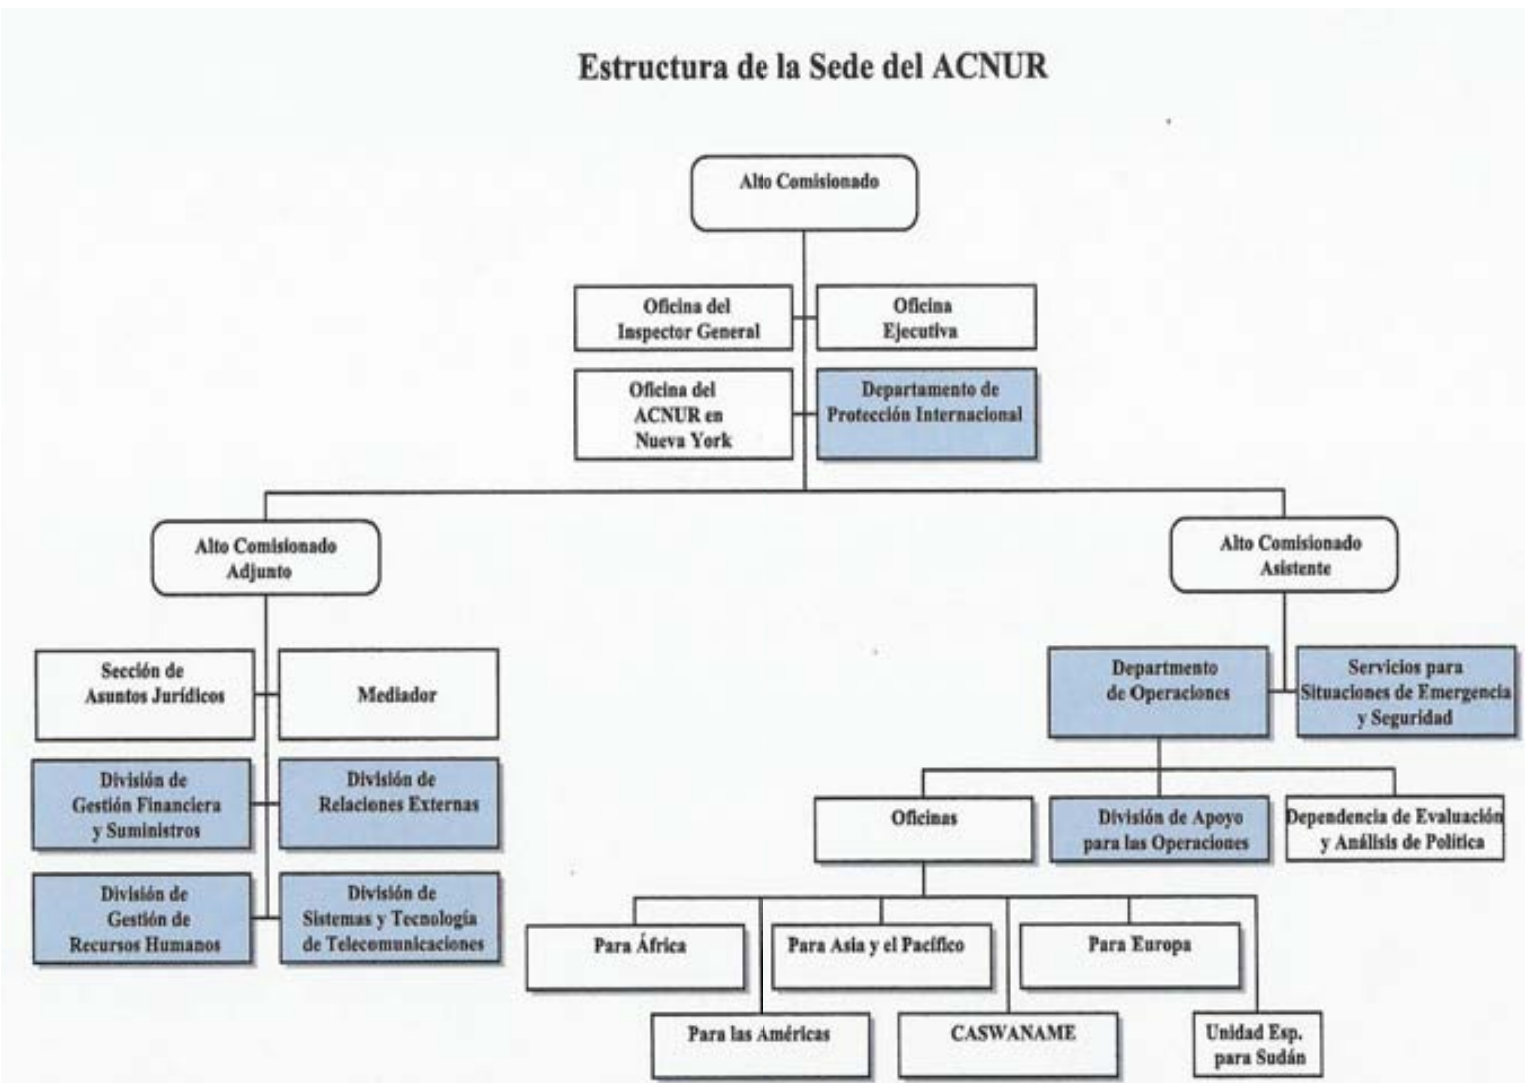 Estructura de la Sede del ACNUR
Alto Comisionado
Oficina del
Inspector General
Oficina
Ejecutiva
Oficina del
ACNUR en
Nueva York
Departamento de
Protección Internacional
Alto Comisionado
Adjunto
Alto Comisionado
Asistente
Sección de
Asuntos Jurídicos
Mediador
División de
Gestión Financiera
y Suministros
División de
Relaciones Externas
División de
Gestión de
Recursos Humanos
División de
Sistemas y Tecnología
de Telecomunicaciones
Departmento
de Operaciones
Servicios para
Situaciones de Emergencia
y Seguridad
Oficinas
División de Apoyo
para las Operaciones
Dependencia de Evaluación
y Análisis de Política
Para África
Para Asia y el Pacífico
Para Europa
Para las Américas
CASWANAME
Unidad Esp.
para Sudán